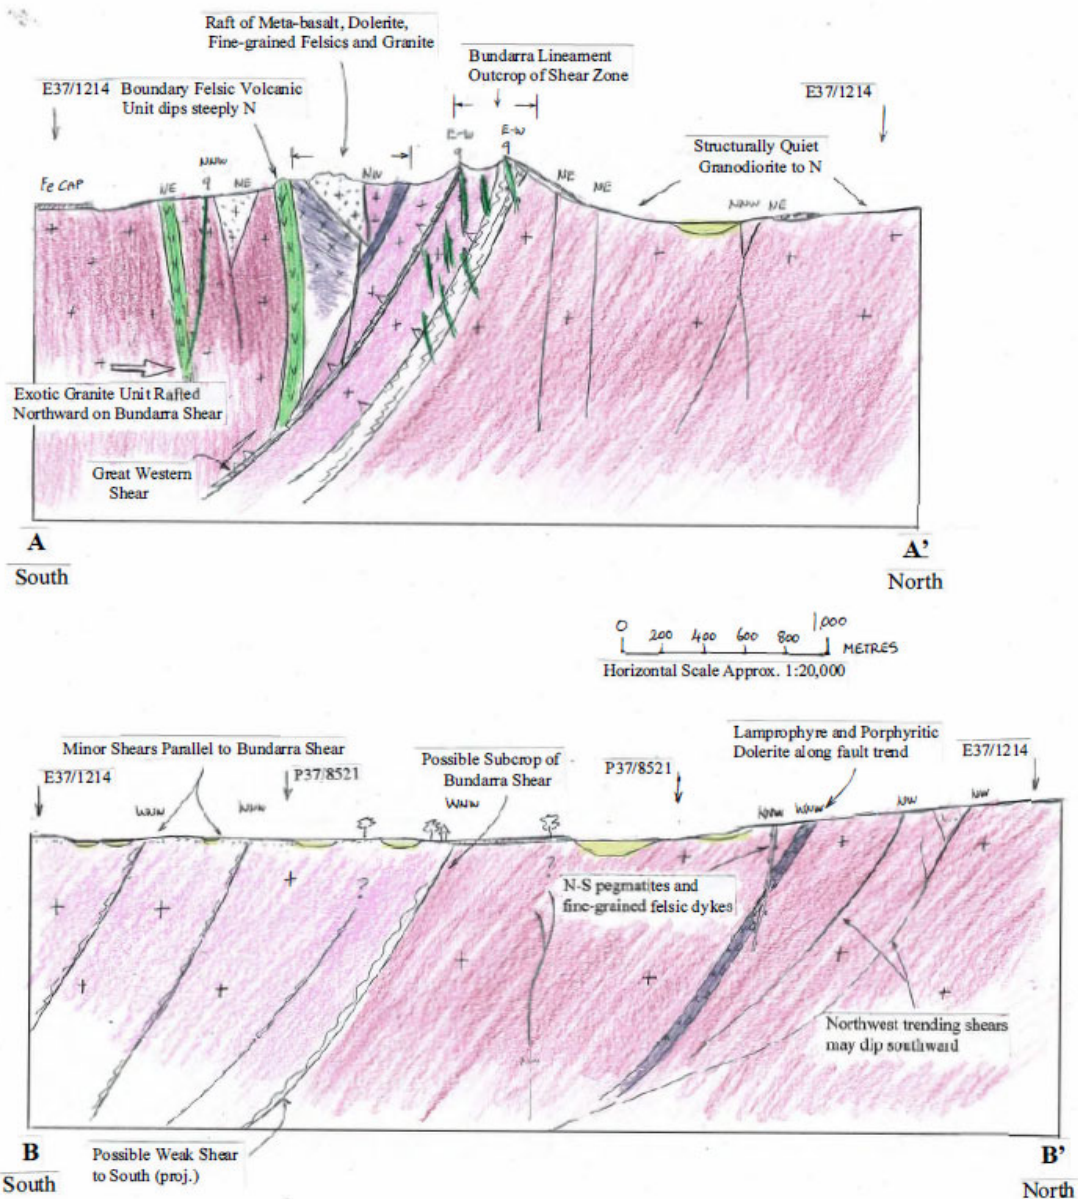 Raft of Meta-basalt, Dolerite,
Fine-grained Felsics and Granite
Bundarra Lineament
Outcrop of Shear Zone
E37/1214
Boundary Felsic Volcanic
Unit dips steeply N
E37/1214
Structurally Quiet
Granodiorite to N
Fe CAP
NE
NNW
q
NE
NW
E-W
q
E-W
q
NE
NE
NNW
NE
Exotic Granite Unit Rafted
Northward on Bundarra Shear
Great Western
Shear
A
South
A’
North
0 200 400 600 800 1,000
METRES
Horizontal Scale Approx. 1:20,000
Minor Shears Parallel to Bundarra Shear
E37/1214
P37/8521
Possible Subcrop of
Bundarra Shear
P37/8521
Lamprophyre and Porphyritic
Dolerite along fault trend
E37/1214
WNW
WNW
NNW
WNW
NW
NW
?
?
N-S pegmatites and
fine-grained felsic dykes
Northwest trending shears
may dip southward
Possible Weak Shear
to South (proj.)
B
South
B’
North